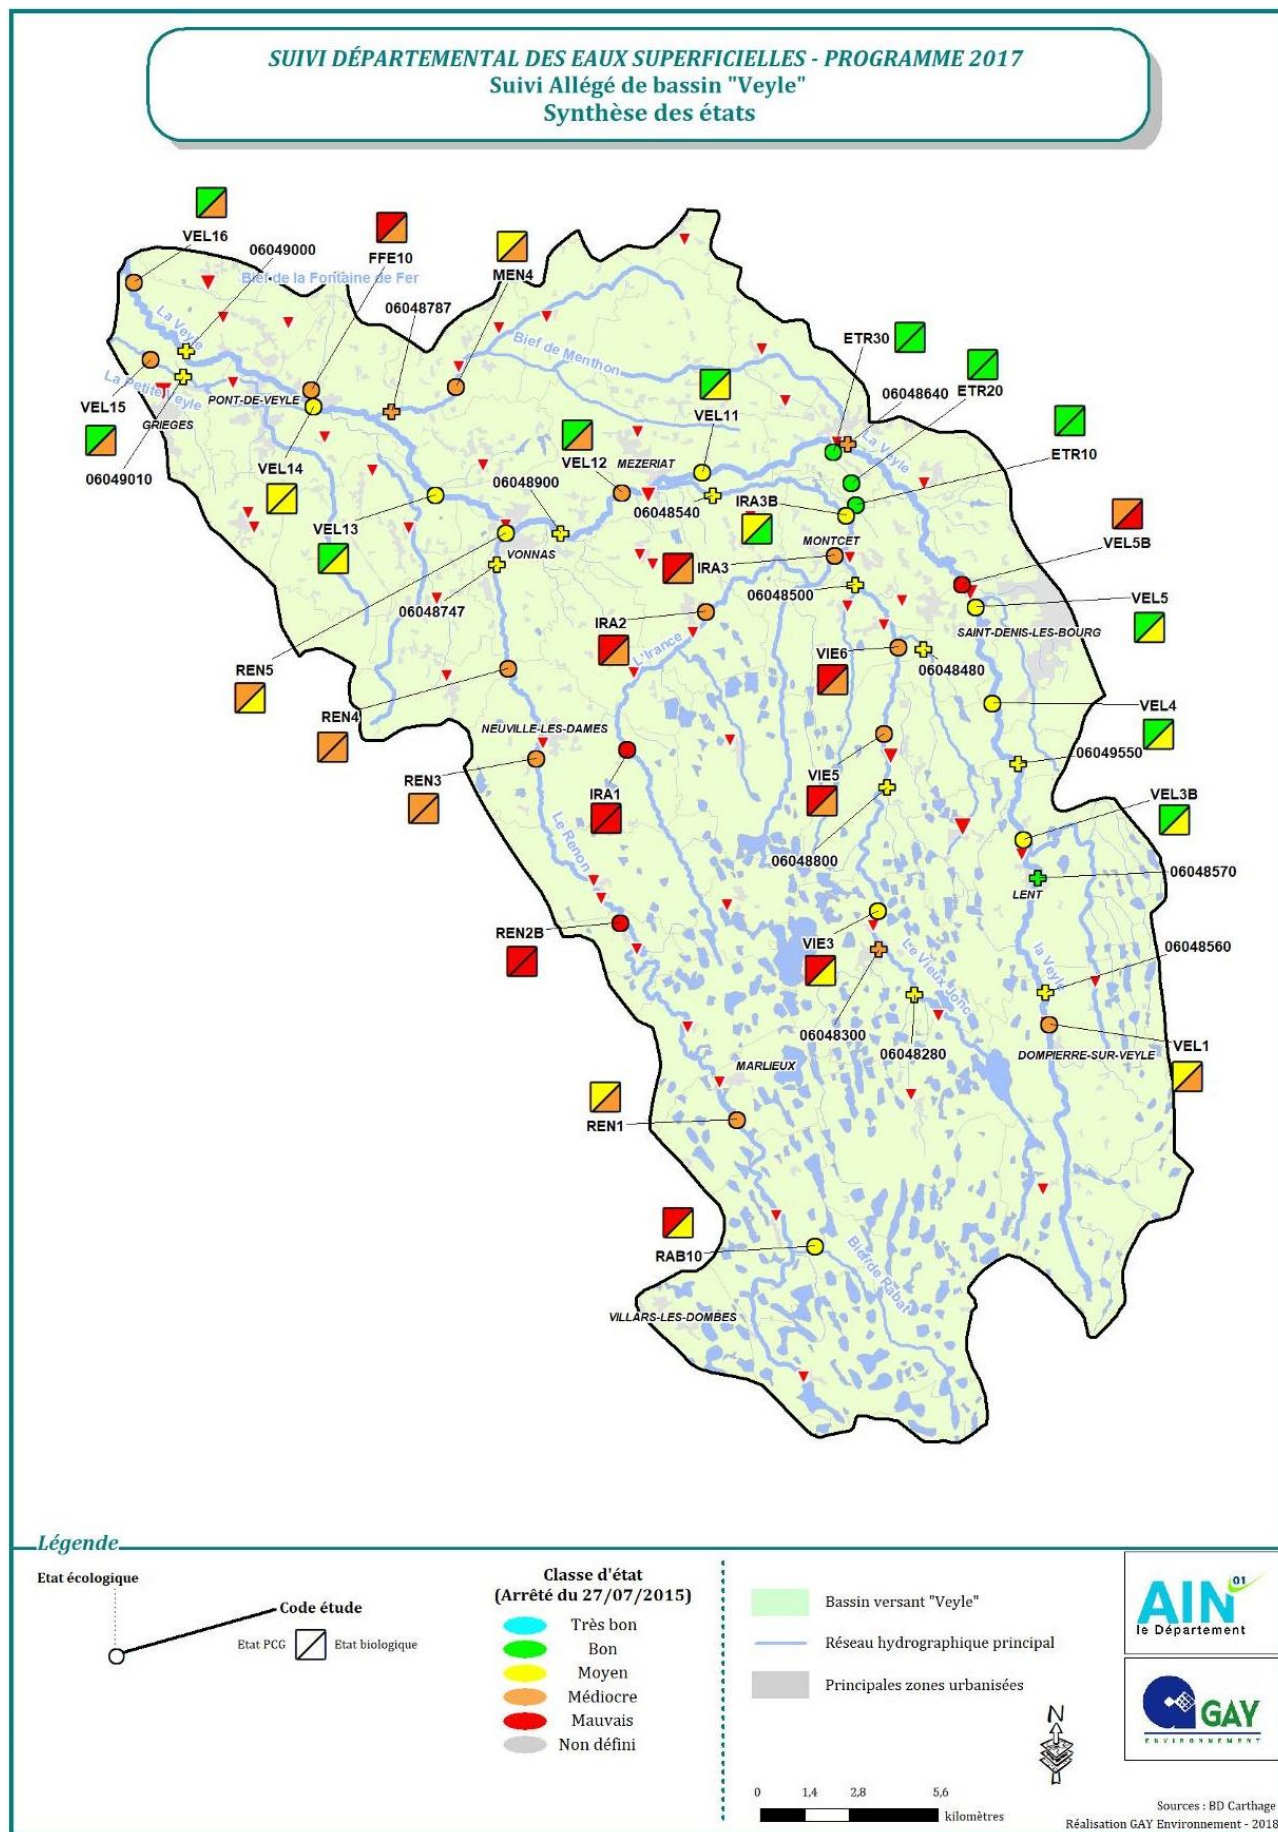 SUIVI DÉPARTEMENTAL DES EAUX SUPERFICIELLES - PROGRAMME 2017
Suivi Allégé de bassin "Veyle"
Synthèse des états
VEL16
06049000
FFE10
MEN4
Bief de la Fontaine de Fer
06048787
La Veyle
Bief de Menthon
ETR30
La Petite Veyle
PONT-DE-VEYLE
VEL15
GRIEGES
VEL11
06048640
ETR20
La Veyle
ETR10
06049010
VEL14
VEL12
MEZERIAT
06048900
06048540
IRA3B
VEL13
MONTCET
VEL5B
VONNAS
IRA3
06048500
06048747
IRA2
VEL5
SAINT-DENIS-LES-BOURG
L'Irance
VIE6
06048480
REN5
REN4
NEUVILLE-LES-DAMES
VEL4
06049550
REN3
IRA1
VIE5
VEL3B
Le Renon
06048800
06048570
LENT
REN2B
VIE3
Le Vieux Jonc
la Veyle
06048560
06048300
06048280
DOMPIERRE-SUR-VEYLE
VEL1
MARLIEUX
REN1
RAB10
Bief de Rabat
VILLARS-LES-DOMBES
Légende
Etat écologique
Code étude
Etat PCG
Etat biologique
Classe d'état
(Arrêté du 27/07/2015)
Très bon
Bon
Moyen
Médiocre
Mauvais
Non défini
Bassin versant "Veyle"
Réseau hydrographique principal
Principales zones urbanisées
N
0 1,4 2,8 5,6
kilomètres
AIN 01
le Département
GAY
ENVIRONNEMENT
Sources : BD Carthage
Réalisation GAY Environnement - 2018